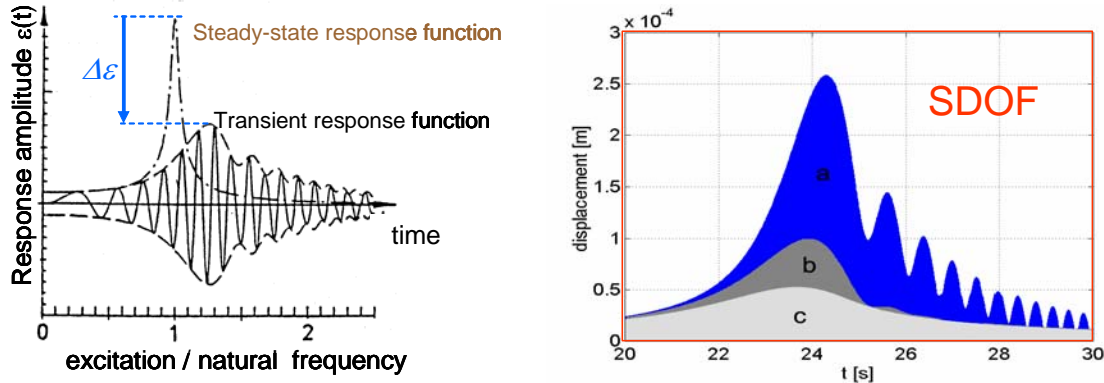 Response amplitude ε(t)
Δε
Steady-state response function
Transient response function
time
0 1 2
excitation / natural frequency
x 10⁻⁴
3
2.5
2
1.5
1
0.5
0
displacement [m]
SDOF
a
b
c
20 22 24 26 28 30
t [s]